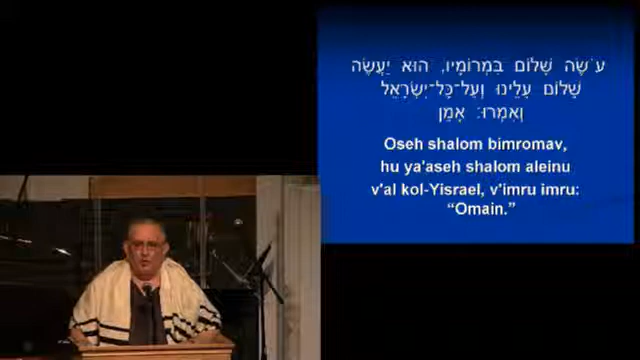 עֹשֶׂה שָׁלוֹם בִּמְרוֹמָיו, הוּא יַעֲשֶׂה
שָׁלוֹם עָלֵינוּ וְעַל־כָּל־יִשְׂרָאֵל
וְאִמְרוּ: אָמֵן
Oseh shalom bimromav,
hu ya'aseh shalom aleinu
v'al kol-Yisrael, v'imru imru:
“Omain.”